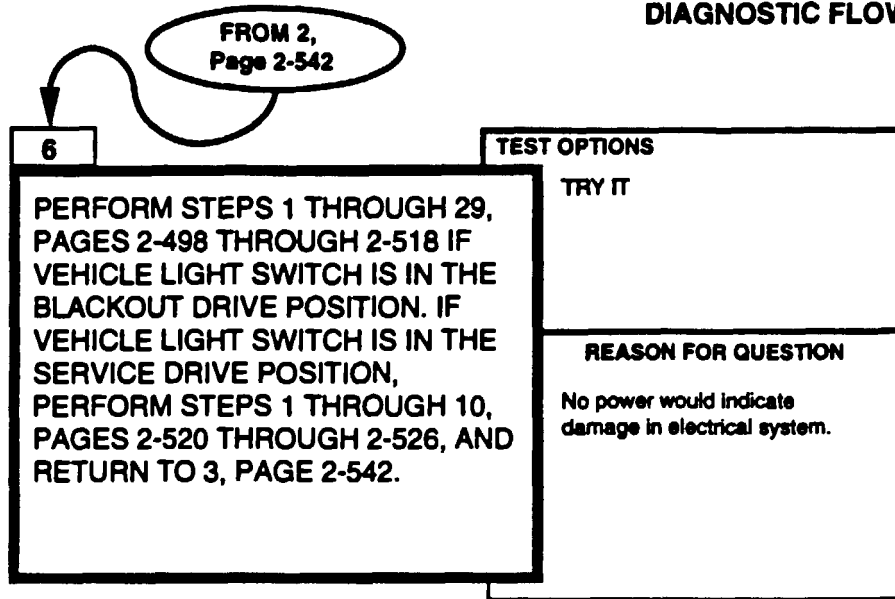 DIAGNOSTIC FLOW
FROM 2,
Page 2-542
6
PERFORM STEPS 1 THROUGH 29,
PAGES 2-498 THROUGH 2-518 IF
VEHICLE LIGHT SWITCH IS IN THE
BLACKOUT DRIVE POSITION. IF
VEHICLE LIGHT SWITCH IS IN THE
SERVICE DRIVE POSITION,
PERFORM STEPS 1 THROUGH 10,
PAGES 2-520 THROUGH 2-526, AND
RETURN TO 3, PAGE 2-542.
TEST OPTIONS
TRY IT
REASON FOR QUESTION
No power would indicate
damage in electrical system.